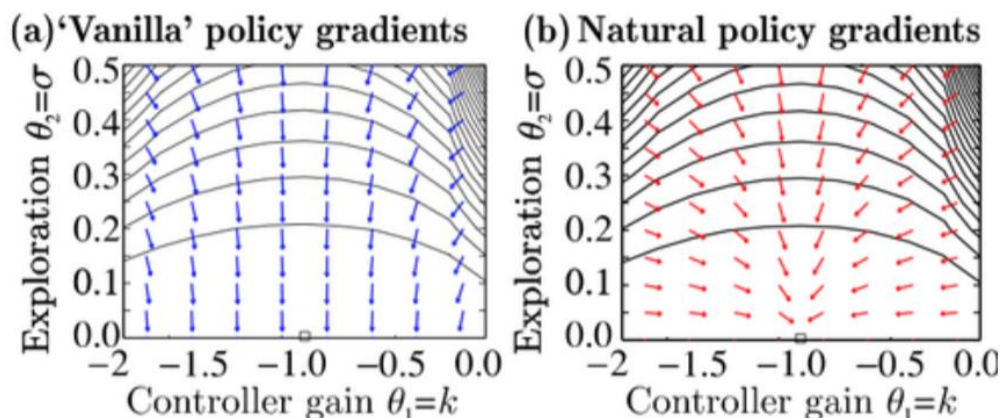 (a)‘Vanilla’ policy gradients
Exploration θ₂=σ
0.5
0.4
0.3
0.2
0.1
0.0
−2 −1.5 −1.0 −0.5 0.0
Controller gain θ₁=k
(b) Natural policy gradients
Exploration θ₂=σ
0.5
0.4
0.3
0.2
0.1
0.0
−2 −1.5 −1.0 −0.5 0.0
Controller gain θ₁=k